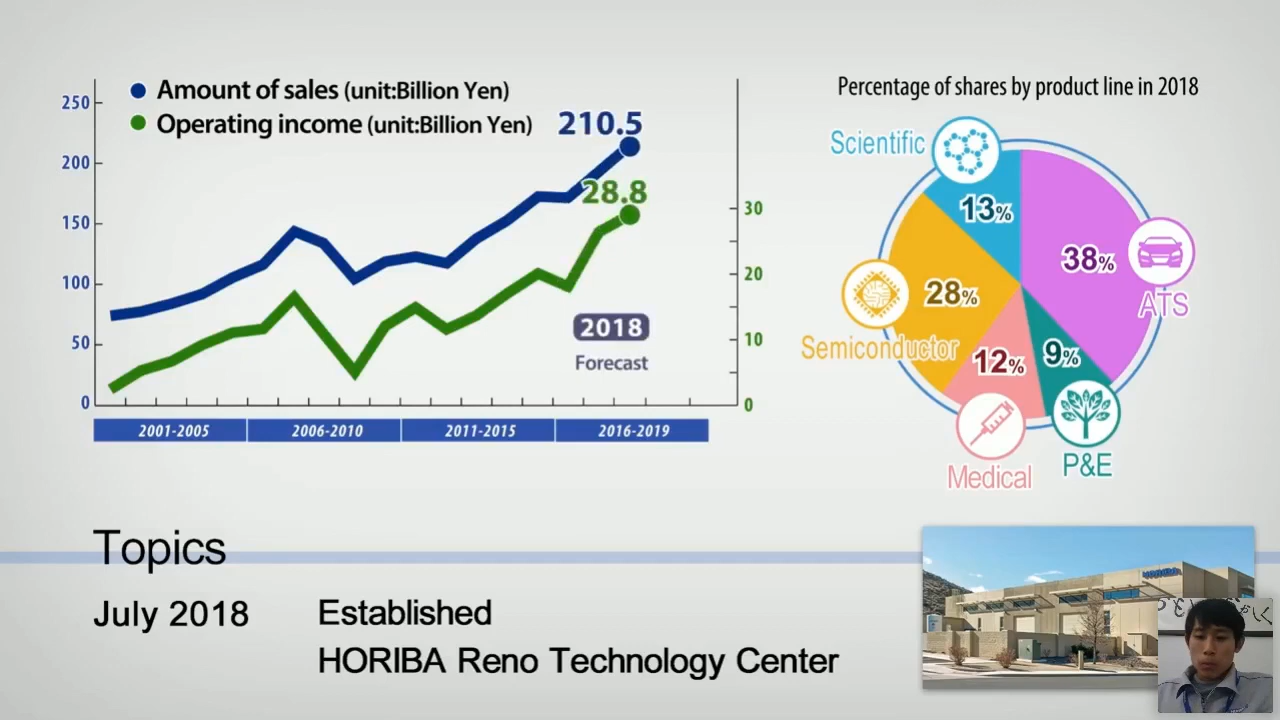 Amount of sales (unit:Billion Yen)
Operating income (unit:Billion Yen)
210.5
28.8
250
200
150
100
50
0
30
20
10
0
2018
Forecast
2001-2005
2006-2010
2011-2015
2016-2019
Percentage of shares by product line in 2018
Scientific
13%
38%
ATS
28%
Semiconductor
12%
9%
Medical
P&E
Topics
July 2018
Established
HORIBA Reno Technology Center
HORIBA